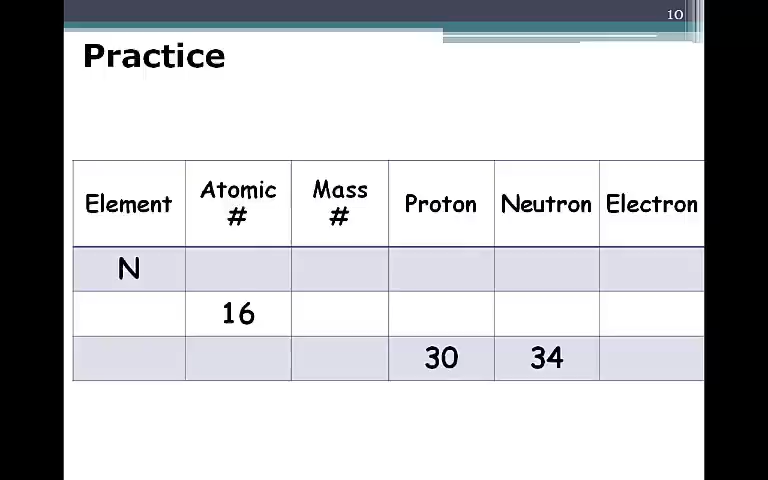 10
Practice
Element Atomic # Mass # Proton Neutron Electron
N
16
30 34